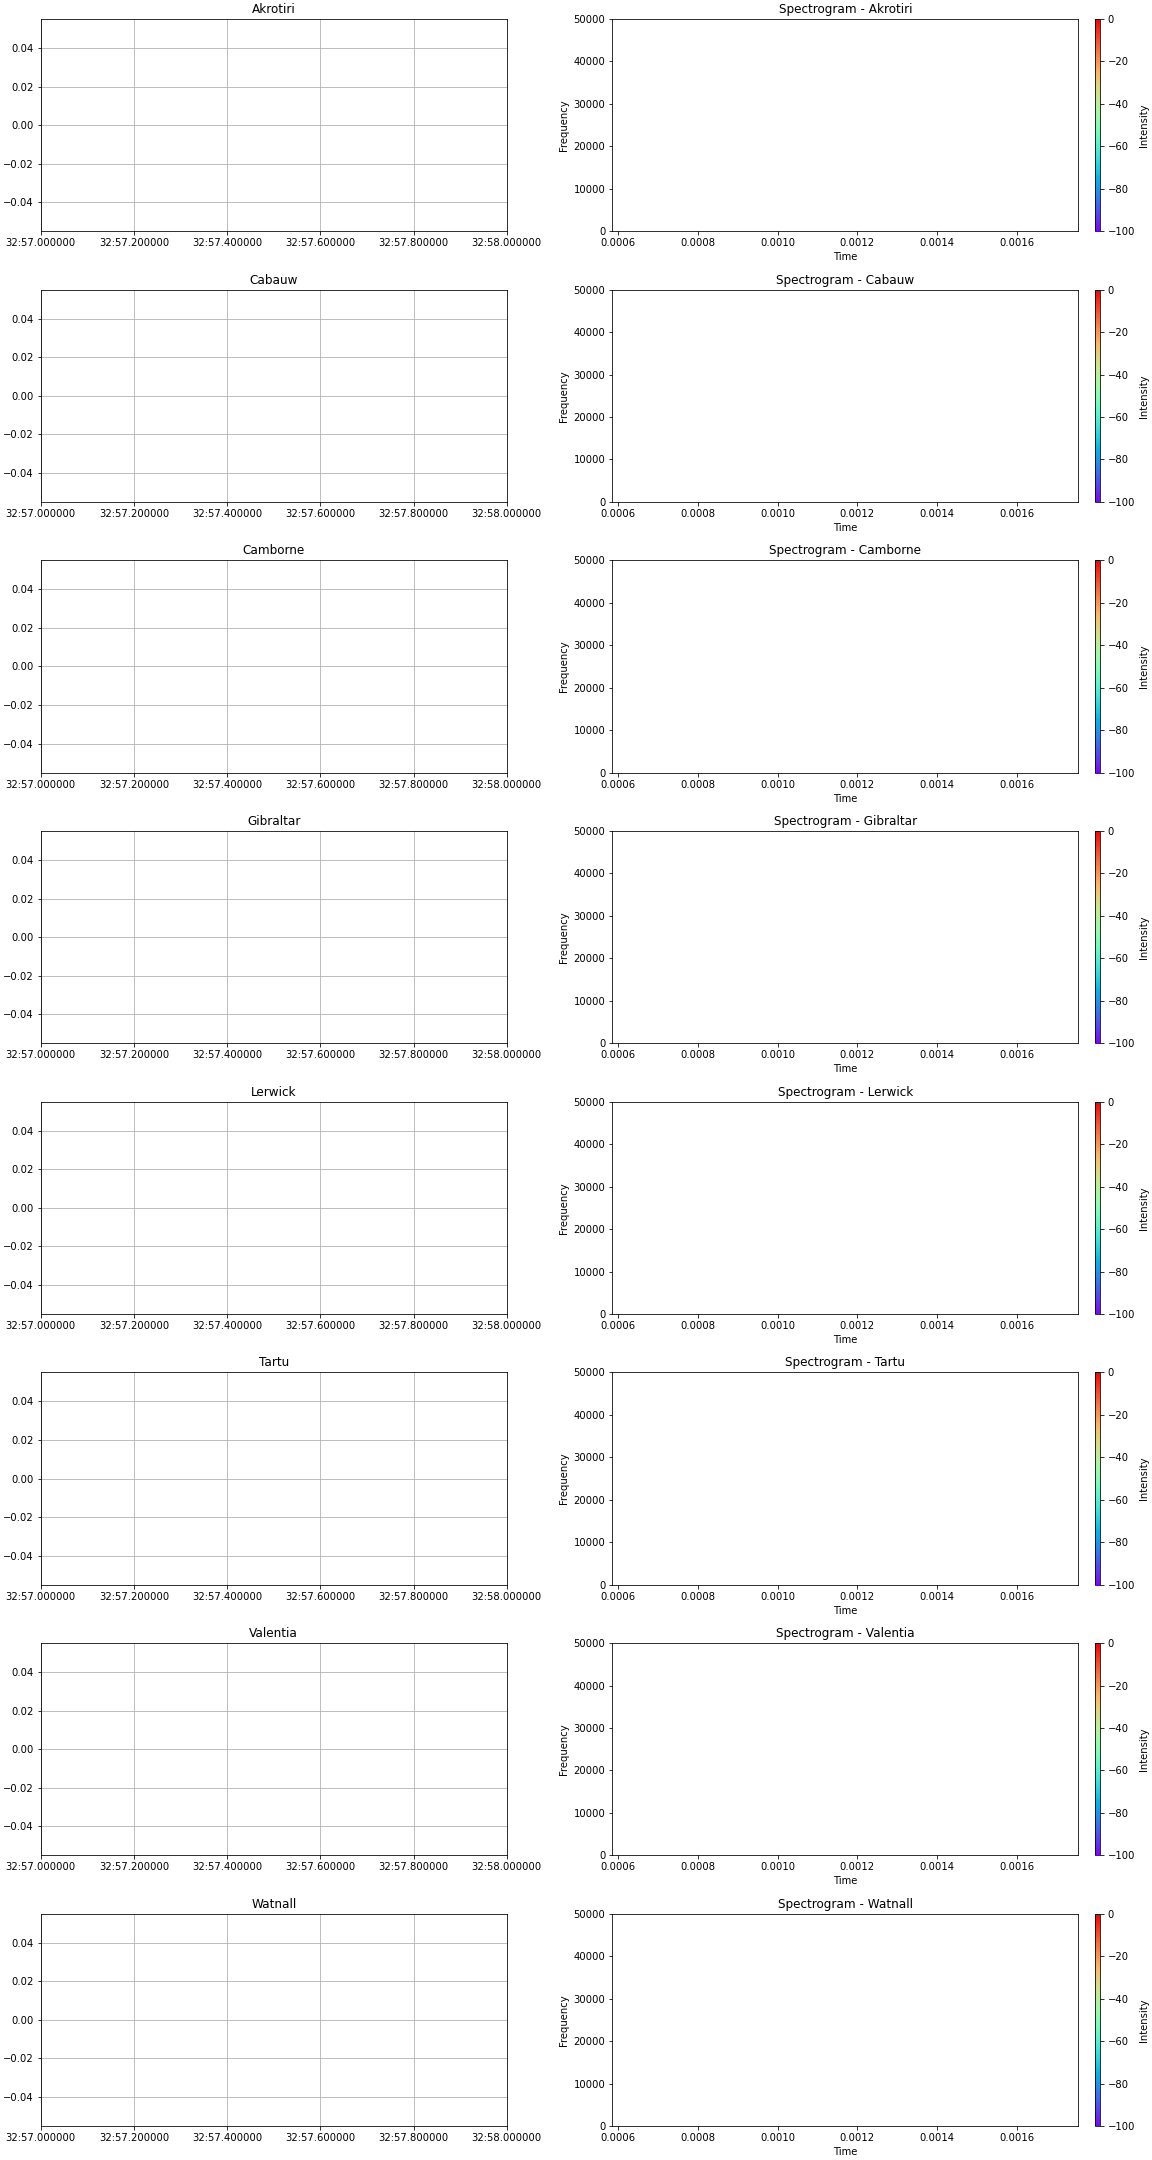 Akrotiri
0.04
0.02
0.00
−0.02
−0.04
32:57.000000 32:57.200000 32:57.400000 32:57.600000 32:57.800000 32:58.000000
Spectrogram - Akrotiri
50000
40000
30000
20000
10000
0
Frequency
0.0006 0.0008 0.0010 0.0012 0.0014 0.0016
Time
0
−20
−40
−60
−80
−100
Intensity
Cabauw
0.04
0.02
0.00
−0.02
−0.04
32:57.000000 32:57.200000 32:57.400000 32:57.600000 32:57.800000 32:58.000000
Spectrogram - Cabauw
50000
40000
30000
20000
10000
0
Frequency
0.0006 0.0008 0.0010 0.0012 0.0014 0.0016
Time
0
−20
−40
−60
−80
−100
Intensity
Camborne
0.04
0.02
0.00
−0.02
−0.04
32:57.000000 32:57.200000 32:57.400000 32:57.600000 32:57.800000 32:58.000000
Spectrogram - Camborne
50000
40000
30000
20000
10000
0
Frequency
0.0006 0.0008 0.0010 0.0012 0.0014 0.0016
Time
0
−20
−40
−60
−80
−100
Intensity
Gibraltar
0.04
0.02
0.00
−0.02
−0.04
32:57.000000 32:57.200000 32:57.400000 32:57.600000 32:57.800000 32:58.000000
Spectrogram - Gibraltar
50000
40000
30000
20000
10000
0
Frequency
0.0006 0.0008 0.0010 0.0012 0.0014 0.0016
Time
0
−20
−40
−60
−80
−100
Intensity
Lerwick
0.04
0.02
0.00
−0.02
−0.04
32:57.000000 32:57.200000 32:57.400000 32:57.600000 32:57.800000 32:58.000000
Spectrogram - Lerwick
50000
40000
30000
20000
10000
0
Frequency
0.0006 0.0008 0.0010 0.0012 0.0014 0.0016
Time
0
−20
−40
−60
−80
−100
Intensity
Tartu
0.04
0.02
0.00
−0.02
−0.04
32:57.000000 32:57.200000 32:57.400000 32:57.600000 32:57.800000 32:58.000000
Spectrogram - Tartu
50000
40000
30000
20000
10000
0
Frequency
0.0006 0.0008 0.0010 0.0012 0.0014 0.0016
Time
0
−20
−40
−60
−80
−100
Intensity
Valentia
0.04
0.02
0.00
−0.02
−0.04
32:57.000000 32:57.200000 32:57.400000 32:57.600000 32:57.800000 32:58.000000
Spectrogram - Valentia
50000
40000
30000
20000
10000
0
Frequency
0.0006 0.0008 0.0010 0.0012 0.0014 0.0016
Time
0
−20
−40
−60
−80
−100
Intensity
Watnall
0.04
0.02
0.00
−0.02
−0.04
32:57.000000 32:57.200000 32:57.400000 32:57.600000 32:57.800000 32:58.000000
Spectrogram - Watnall
50000
40000
30000
20000
10000
0
Frequency
0.0006 0.0008 0.0010 0.0012 0.0014 0.0016
Time
0
−20
−40
−60
−80
−100
Intensity